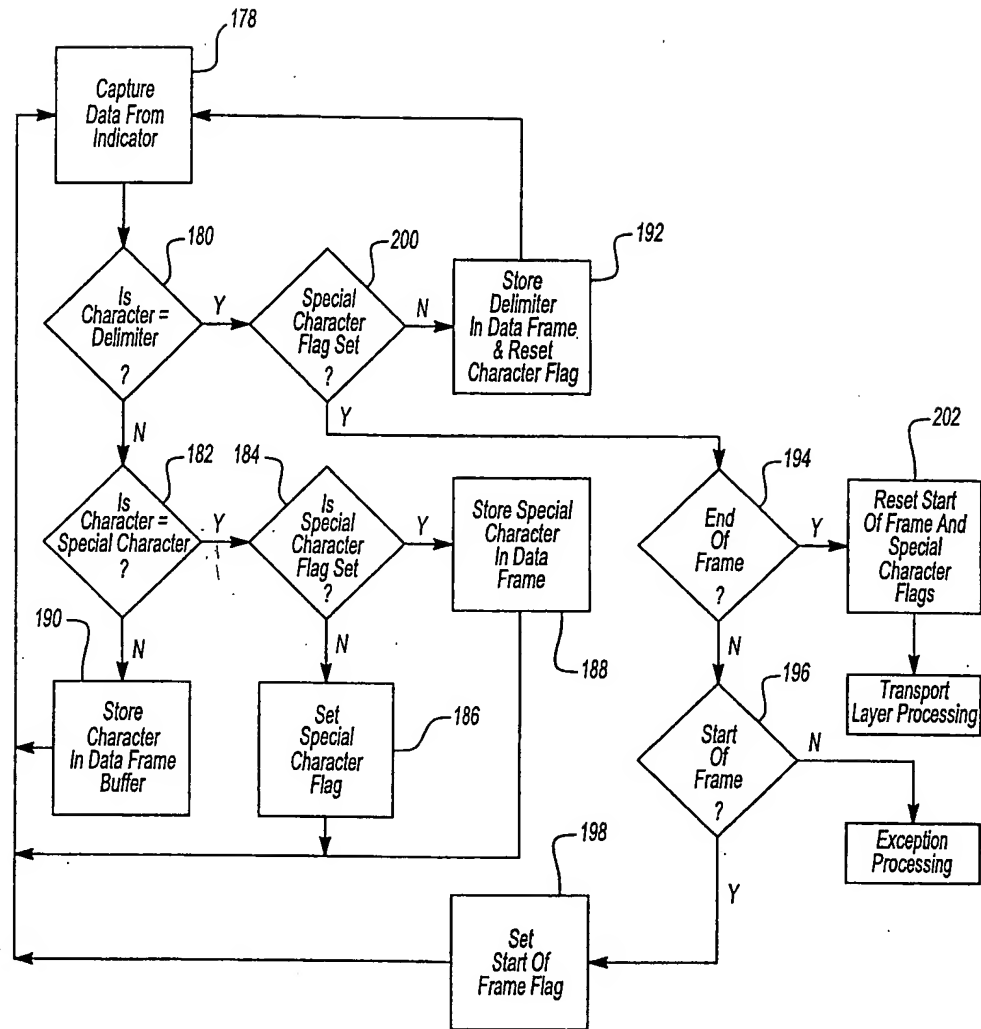 178
Capture
Data From
Indicator
180
Is
Character =
Delimiter
?
Y
N
200
Special
Character
Flag Set
?
N
Y
192
Store
Delimiter
In Data Frame
& Reset
Character Flag
182
Is
Character =
Special Character
?
Y
N
184
Is
Special
Character
Flag Set
?
Y
N
Store Special
Character
In Data
Frame
188
194
End
Of
Frame
?
Y
N
202
Reset Start
Of Frame And
Special
Character
Flags
Transport
Layer Processing
190
Store
Character
In Data Frame
Buffer
Set
Special
Character
Flag
186
196
Start
Of
Frame
?
N
Y
Exception
Processing
198
Set
Start Of
Frame Flag